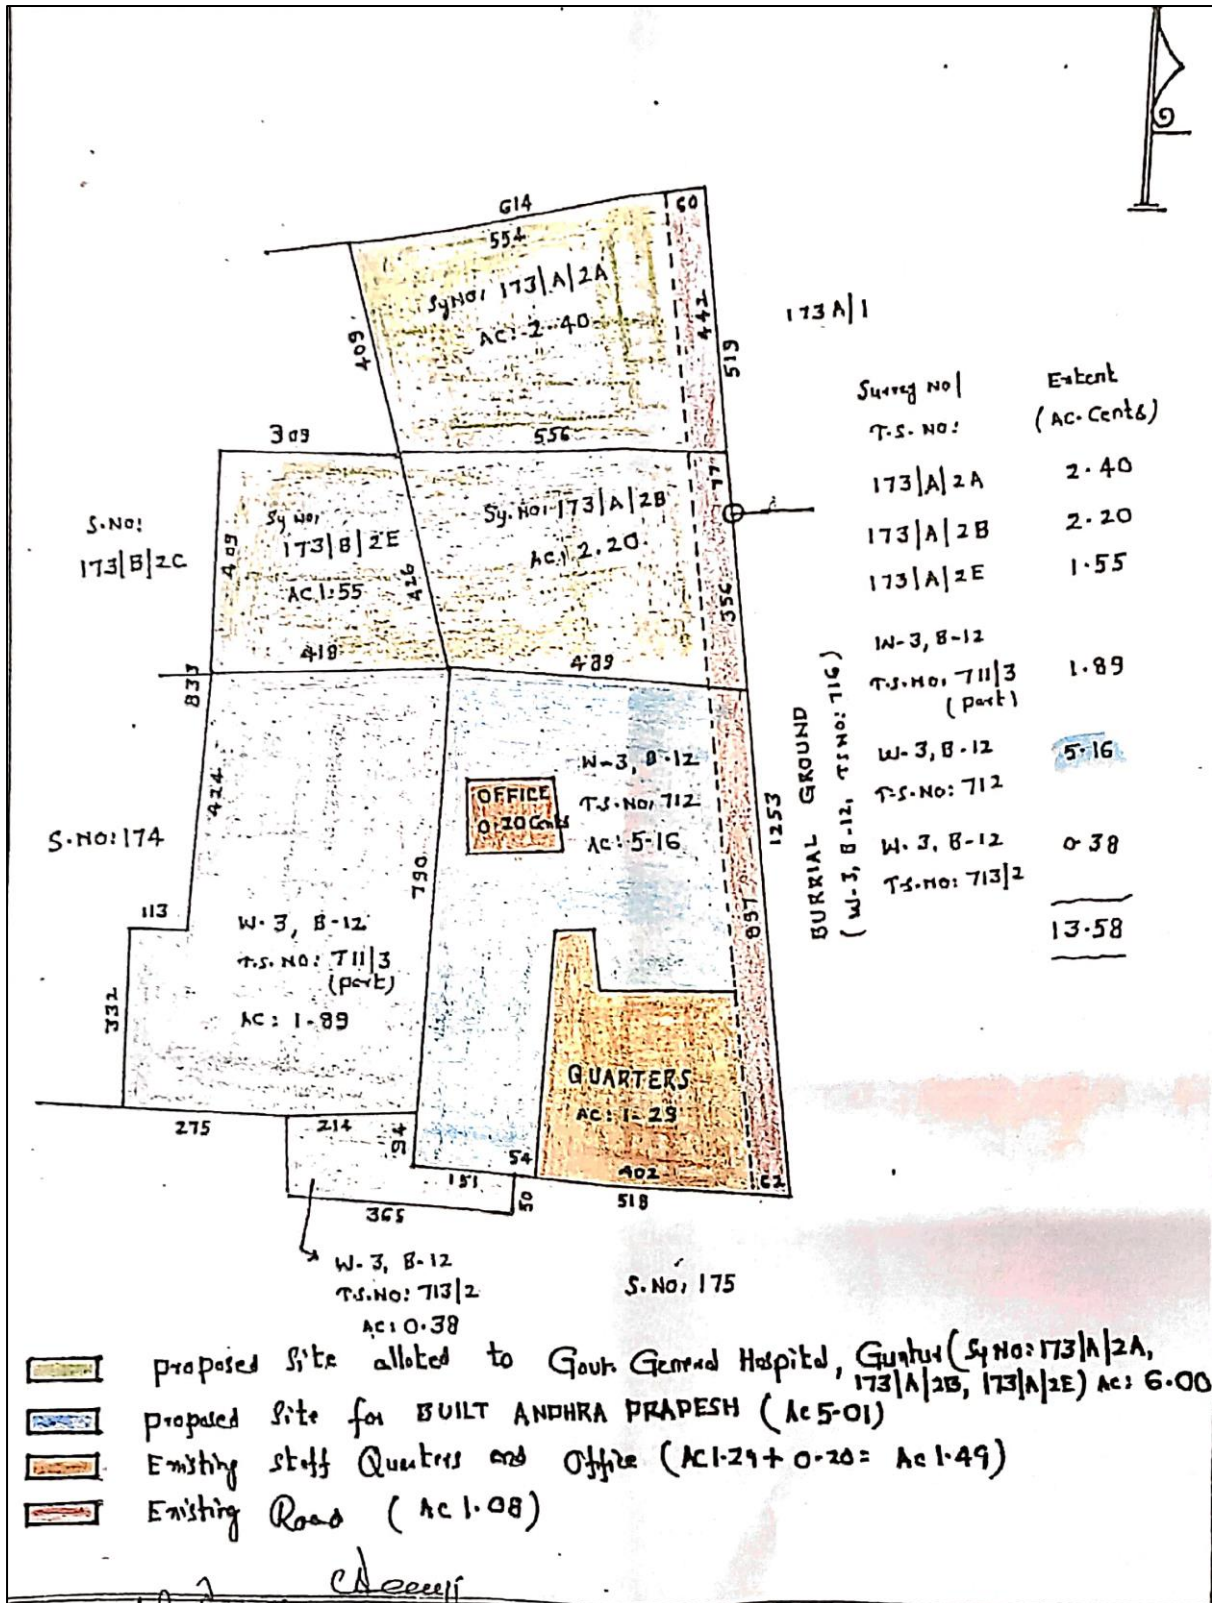 614
60
554
Sy No: 173|A|2A
AC: 2-40
409
442
519
173A|1
309
556
77
S.No:
173|B|2C
Sy No:
173|B|2E
AC 1:55
409
426
Sy. No: 173|A|2B
AC: 2.20.
356
418
489
833
Survey No|
T.S. No:
Extent
(AC. Cents)
173|A|2A 2.40
173|A|2B 2.20
173|A|2E 1.55
W-3, B-12
T.S.No: 711|3
(part)
1.89
W-3, B-12
T.S.No: 712
5.16
W.3, B-12
T.S.No: 713|2
0.38
13.58
BURRIAL GROUND
(W-3, B-12, TSNO: 716)
1253
897
W-3, B-12
T.S.No: 712
AC: 5-16
OFFICE
0.20 Cents
424
S.No:174
790
113
W.3, B-12
T.S. No: 711|3
(part)
AC: 1-89
332
QUARTERS
AC: 1-29
275
214
94
54
151
402
62
50
518
365
W-3, B-12
T.S.No: 713|2
AC: 0.38
S.No: 175
proposed Site alloted to Govt. General Hospital, Guntur (Sy No: 173|A|2A,
173|A|2B, 173|A|2E) AC: 6.00
proposed Site for BUILT ANDHRA PRADESH (Ac 5-01)
Existing staff Quarters and Office (AC 1.29 + 0.20 = Ac 1.49)
Existing Road (Ac 1.08)